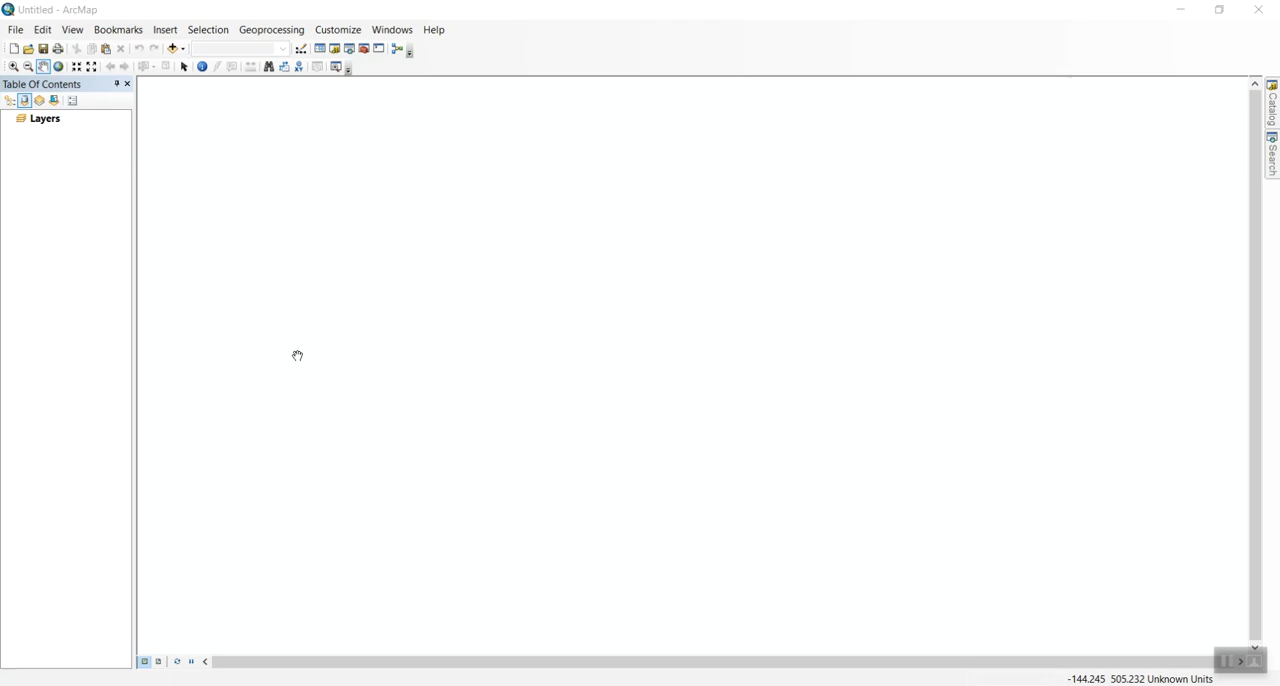 Untitled - ArcMap
File Edit View Bookmarks Insert Selection Geoprocessing Customize Windows Help
Table Of Contents
Layers
Catalog
Search
-144.245 505.232 Unknown Units